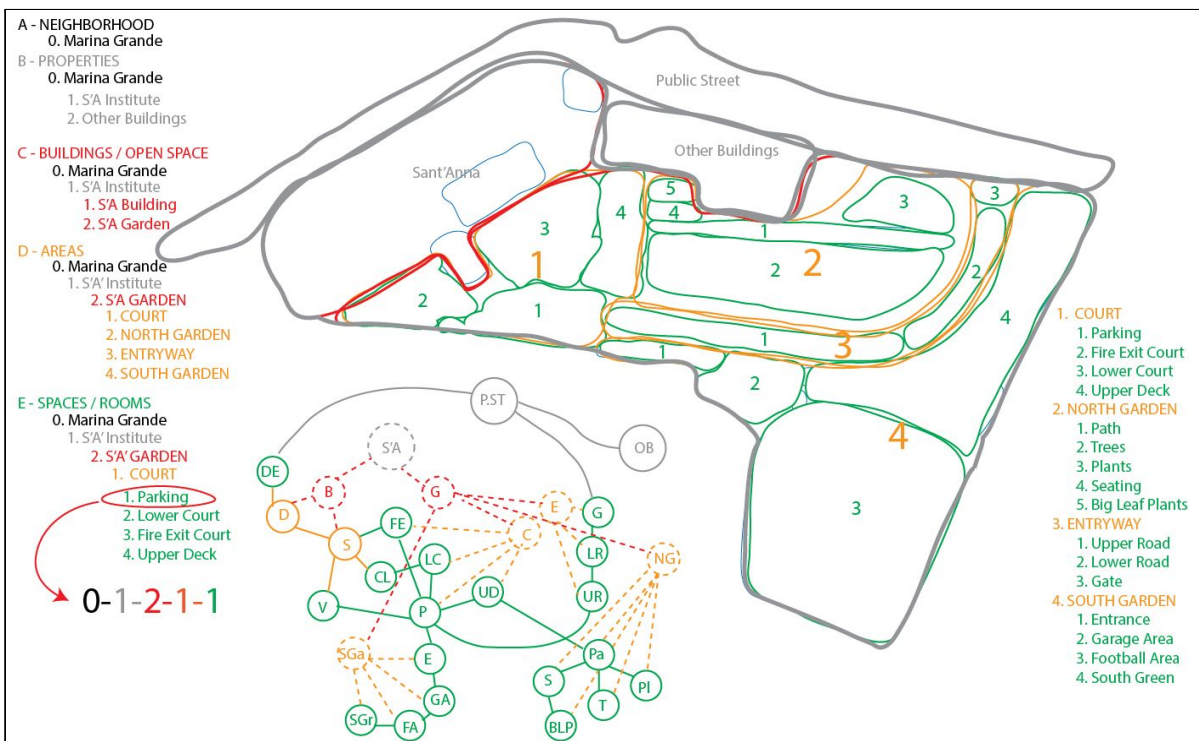 A - NEIGHBORHOOD
0. Marina Grande
B - PROPERTIES
0. Marina Grande
1. S'A Institute
2. Other Buildings
C - BUILDINGS / OPEN SPACE
0. Marina Grande
1. S'A Institute
1. S'A Building
2. S'A Garden
D - AREAS
0. Marina Grande
1. S'A' Institute
2. S'A GARDEN
1. COURT
2. NORTH GARDEN
3. ENTRYWAY
4. SOUTH GARDEN
E - SPACES / ROOMS
0. Marina Grande
1. S'A' Institute
2. S'A' GARDEN
1. COURT
1. Parking
2. Lower Court
3. Fire Exit Court
4. Upper Deck
0-1-2-1-1
Public Street
Other Buildings
Sant'Anna
5
4
4
3
3
3
1
1
2
2
2
2
4
1
1
3
1
2
4
3
P.ST
OB
S'A
DE
B
G
E
G
D
FE
C
S
LC
LR
NG
CL
UD
UR
V
P
SGa
E
Pa
S
Pl
GA
T
SGr
FA
BLP
1. COURT
1. Parking
2. Fire Exit Court
3. Lower Court
4. Upper Deck
2. NORTH GARDEN
1. Path
2. Trees
3. Plants
4. Seating
5. Big Leaf Plants
3. ENTRYWAY
1. Upper Road
2. Lower Road
3. Gate
4. SOUTH GARDEN
1. Entrance
2. Garage Area
3. Football Area
4. South Green